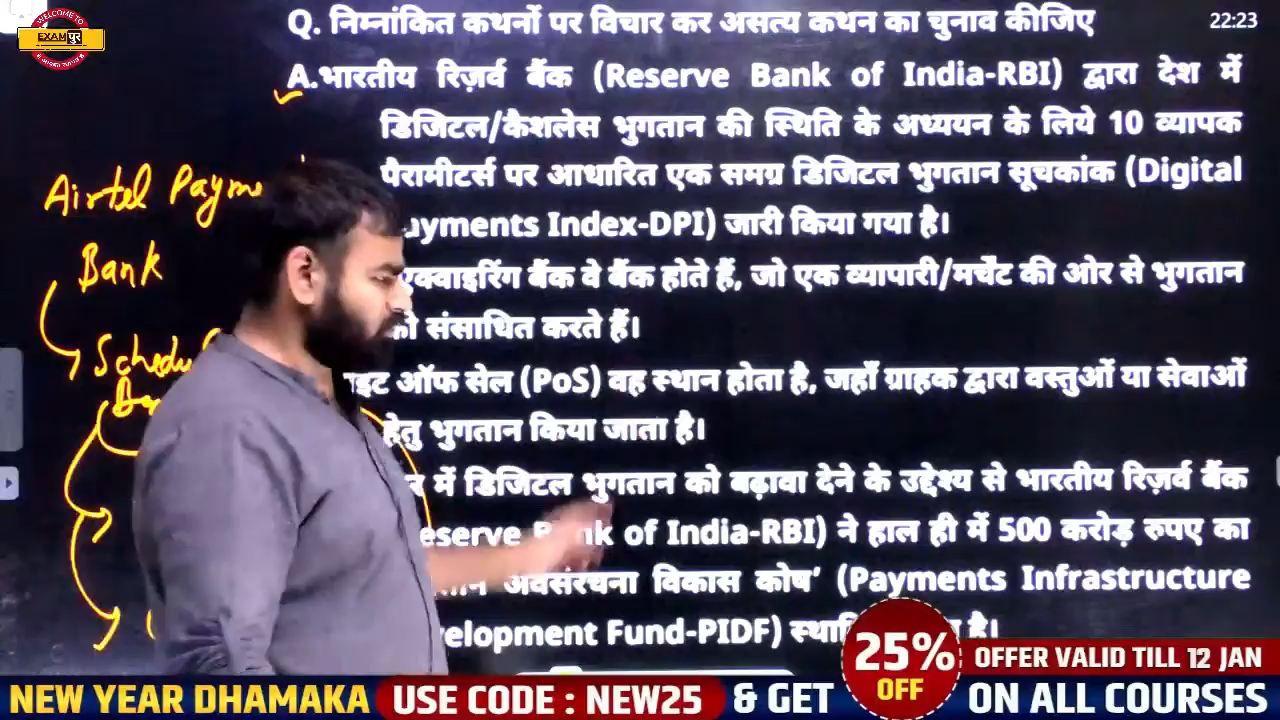 WELCOME TO
EXAMपुर
22:23
Q. निम्नांकित कथनों पर विचार कर असत्य कथन का चुनाव कीजिए
A.भारतीय रिज़र्व बैंक (Reserve Bank of India-RBI) द्वारा देश में
डिजिटल/कैशलेस भुगतान की स्थिति के अध्ययन के लिये 10 व्यापक
पैरामीटर्स पर आधारित एक समग्र डिजिटल भुगतान सूचकांक (Digital
Index-DPI) जारी किया गया है।
बैंक वे बैंक होते हैं, जो एक व्यापारी/मर्चेंट की ओर से भुगतान
संसाधित करते हैं।
ऑफ सेल (PoS) वह स्थान होता है, जहाँ ग्राहक द्वारा वस्तुओं या सेवाओं
हेतु भुगतान किया जाता है।
में डिजिटल भुगतान को बढ़ावा देने के उद्देश्य से भारतीय रिज़र्व बैंक
of India-RBI) ने हाल ही में 500 करोड़ रुपए का
अवसंरचना विकास कोष’ (Payments Infrastructure
Fund-PIDF) है।
Airtel
Bank
NEW YEAR DHAMAKA USE CODE : NEW25 & GET 25% OFF ON ALL COURSES
OFFER VALID TILL 12 JAN